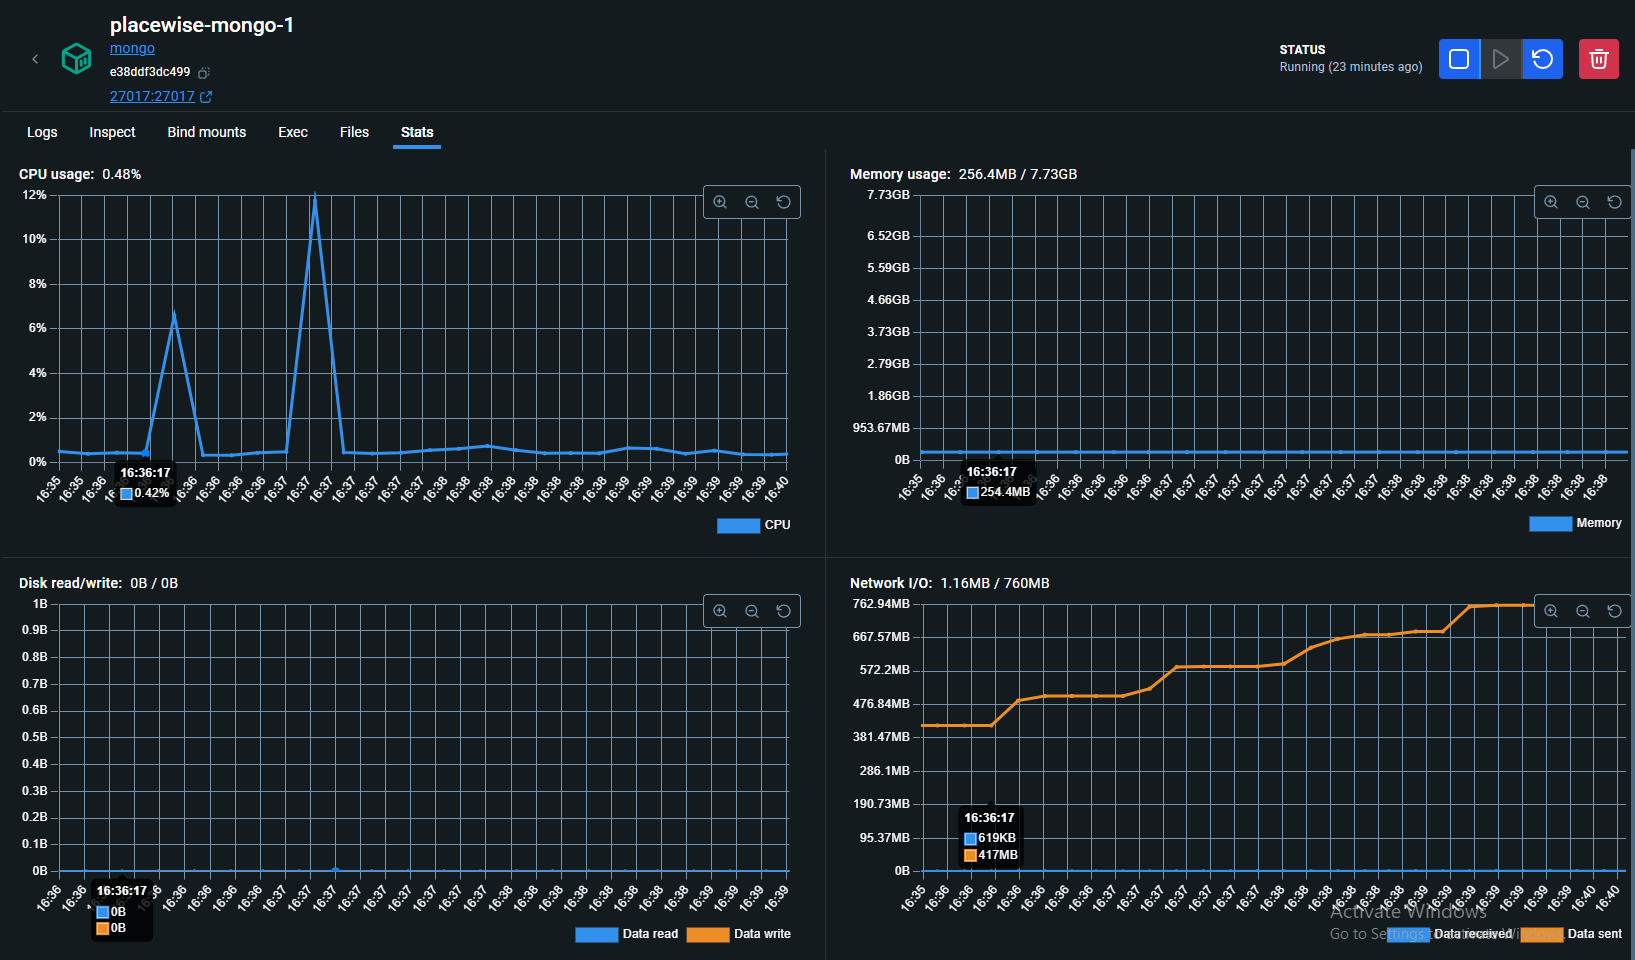 placewise-mongo-1
mongo
e38ddf3dc499
27017:27017
STATUS
Running (23 minutes ago)
Logs Inspect Bind mounts Exec Files Stats
CPU usage: 0.48%
12%
10%
8%
6%
4%
2%
0%
16:35 16:35 16:36 16:36 16:36 16:36 16:36 16:37 16:37 16:37 16:37 16:37 16:37 16:38 16:38 16:38 16:38 16:38 16:38 16:38 16:39 16:39 16:39 16:39 16:39 16:39 16:40
16:36:17
0.42%
CPU
Memory usage: 256.4MB / 7.73GB
7.73GB
6.52GB
5.59GB
4.66GB
3.73GB
2.79GB
1.86GB
953.67MB
0B
16:35 16:36 16:36 16:36 16:36 16:36 16:36 16:37 16:37 16:37 16:37 16:37 16:37 16:37 16:37 16:37 16:38 16:38 16:38 16:38 16:38 16:38 16:38 16:38 16:38 16:38
16:36:17
254.4MB
Memory
Disk read/write: 0B / 0B
1B
0.9B
0.8B
0.7B
0.6B
0.5B
0.4B
0.3B
0.2B
0.1B
0B
16:36 16:36 16:36 16:36 16:36 16:36 16:36 16:37 16:37 16:37 16:37 16:37 16:37 16:37 16:37 16:38 16:38 16:38 16:38 16:38 16:38 16:38 16:39 16:39 16:39 16:39
16:36:17
0B
0B
Data read Data write
Network I/O: 1.16MB / 760MB
762.94MB
667.57MB
572.2MB
476.84MB
381.47MB
286.1MB
190.73MB
95.37MB
0B
16:35 16:36 16:36 16:36 16:36 16:36 16:36 16:36 16:37 16:37 16:37 16:37 16:37 16:37 16:38 16:38 16:38 16:38 16:38 16:38 16:39 16:39 16:39 16:39 16:39 16:39 16:39 16:40 16:40
16:36:17
619KB
417MB
Data received Data sent
Activate Windows
Go to Settings to activate Windows.